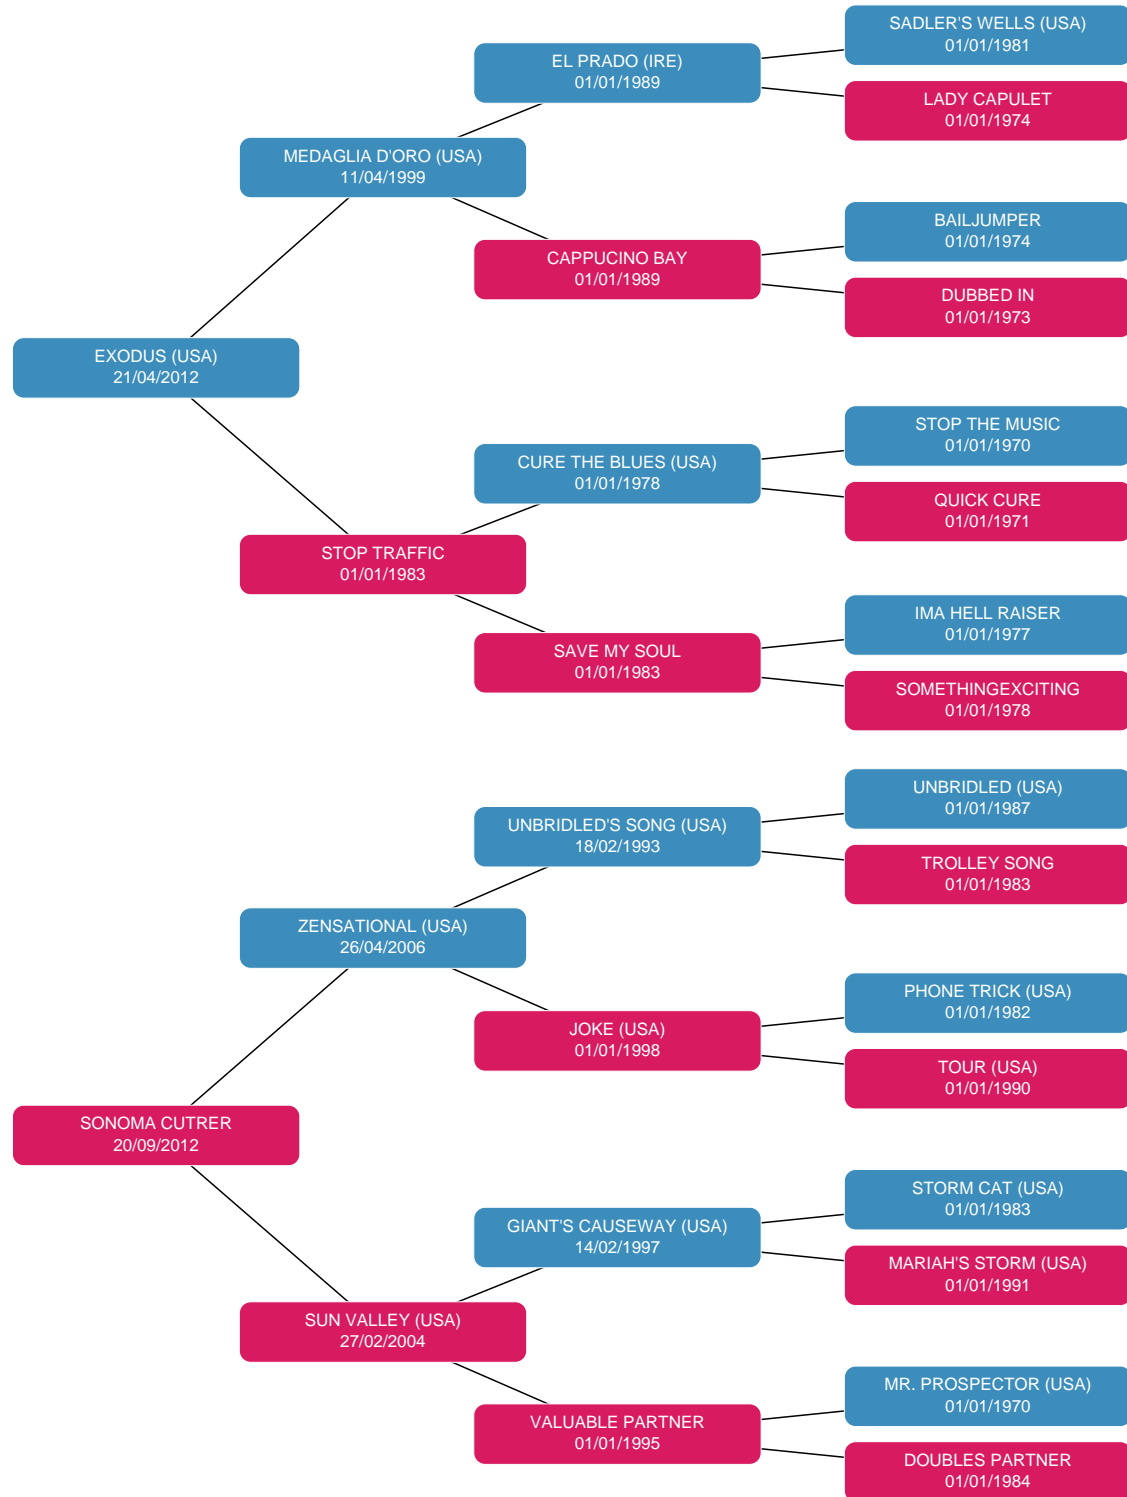 SADLER'S WELLS (USA)
01/01/1981
EL PRADO (IRE)
01/01/1989
LADY CAPULET
01/01/1974
MEDAGLIA D'ORO (USA)
11/04/1999
BAILJUMPER
01/01/1974
CAPPUCINO BAY
01/01/1989
DUBBED IN
01/01/1973
EXODUS (USA)
21/04/2012
STOP THE MUSIC
01/01/1970
CURE THE BLUES (USA)
01/01/1978
QUICK CURE
01/01/1971
STOP TRAFFIC
01/01/1983
IMA HELL RAISER
01/01/1977
SAVE MY SOUL
01/01/1983
SOMETHINGEXCITING
01/01/1978
UNBRIDLED (USA)
01/01/1987
UNBRIDLED'S SONG (USA)
18/02/1993
TROLLEY SONG
01/01/1983
ZENSATIONAL (USA)
26/04/2006
PHONE TRICK (USA)
01/01/1982
JOKE (USA)
01/01/1998
TOUR (USA)
01/01/1990
SONOMA CUTRER
20/09/2012
STORM CAT (USA)
01/01/1983
GIANT'S CAUSEWAY (USA)
14/02/1997
MARIAH'S STORM (USA)
01/01/1991
SUN VALLEY (USA)
27/02/2004
MR. PROSPECTOR (USA)
01/01/1970
VALUABLE PARTNER
01/01/1995
DOUBLES PARTNER
01/01/1984